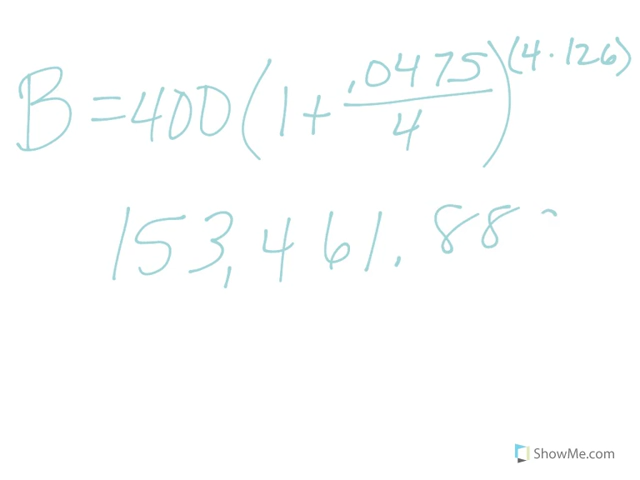 B = 400(1 + .0475/4)^(4·126)
153,461.88
ShowMe.com